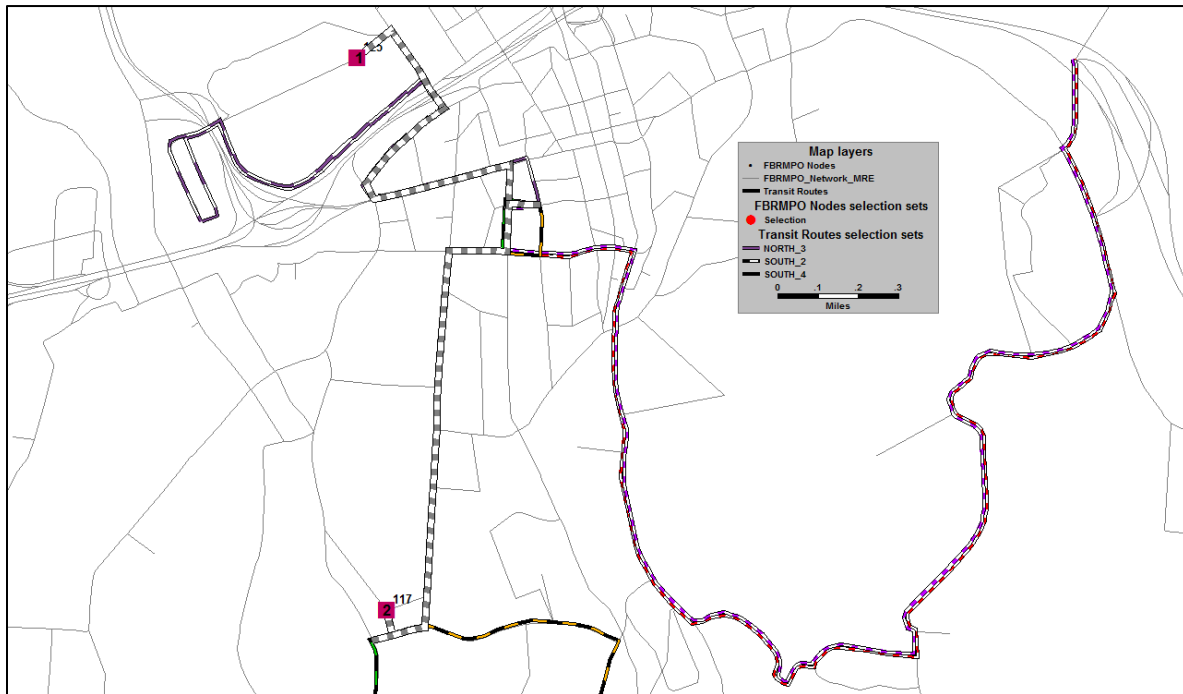 1
Map layers
FBRMPO Nodes
FBRMPO_Network_MRE
Transit Routes
FBRMPO Nodes selection sets
Selection
Transit Routes selection sets
NORTH_3
SOUTH_2
SOUTH_4
0 .1 .2 .3
Miles
117
2